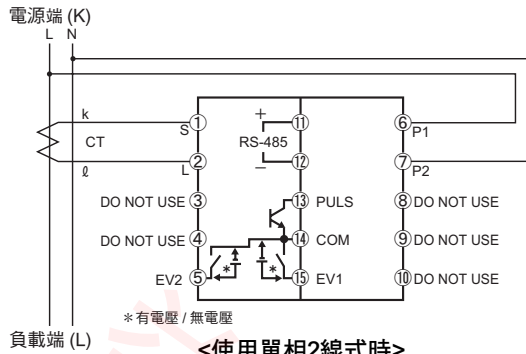 電源端 (K)
L N
k
CT
ℓ
S ①
L ②
DO NOT USE ③
DO NOT USE ④
EV2 ⑤
+ ⑪
RS-485
− ⑫
⑬ PULS
⑭ COM
⑮ EV1
* *
⑥ P1
⑦ P2
⑧ DO NOT USE
⑨ DO NOT USE
⑩ DO NOT USE
＊有電壓 / 無電壓
負載端 (L)
<使用單相2線式時>